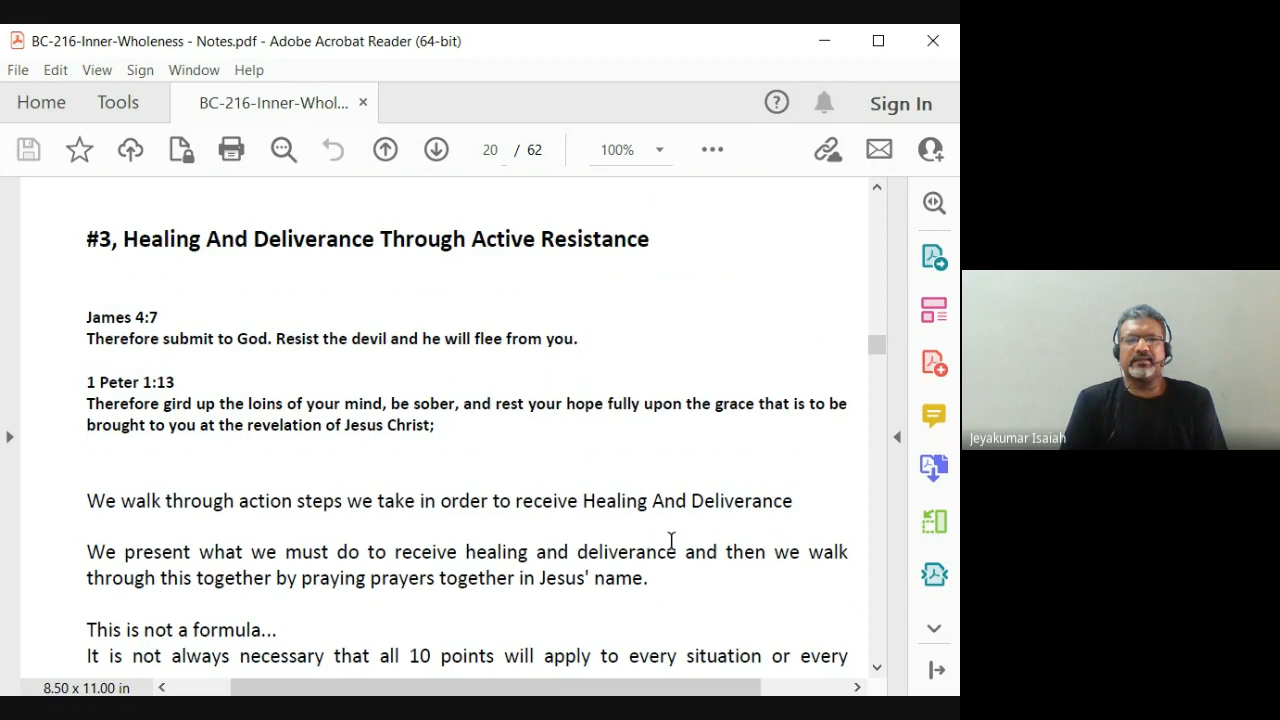 BC-216-Inner-Wholeness - Notes.pdf - Adobe Acrobat Reader (64-bit)
File Edit View Sign Window Help
Home Tools BC-216-Inner-Whol... × Sign In
20 / 62 100%
#3, Healing And Deliverance Through Active Resistance
James 4:7
Therefore submit to God. Resist the devil and he will flee from you.
1 Peter 1:13
Therefore gird up the loins of your mind, be sober, and rest your hope fully upon the grace that is to be
brought to you at the revelation of Jesus Christ;
We walk through action steps we take in order to receive Healing And Deliverance
We present what we must do to receive healing and deliverance and then we walk
through this together by praying prayers together in Jesus' name.
This is not a formula...
It is not always necessary that all 10 points will apply to every situation or every
8.50 x 11.00 in
Jeyakumar Isaiah